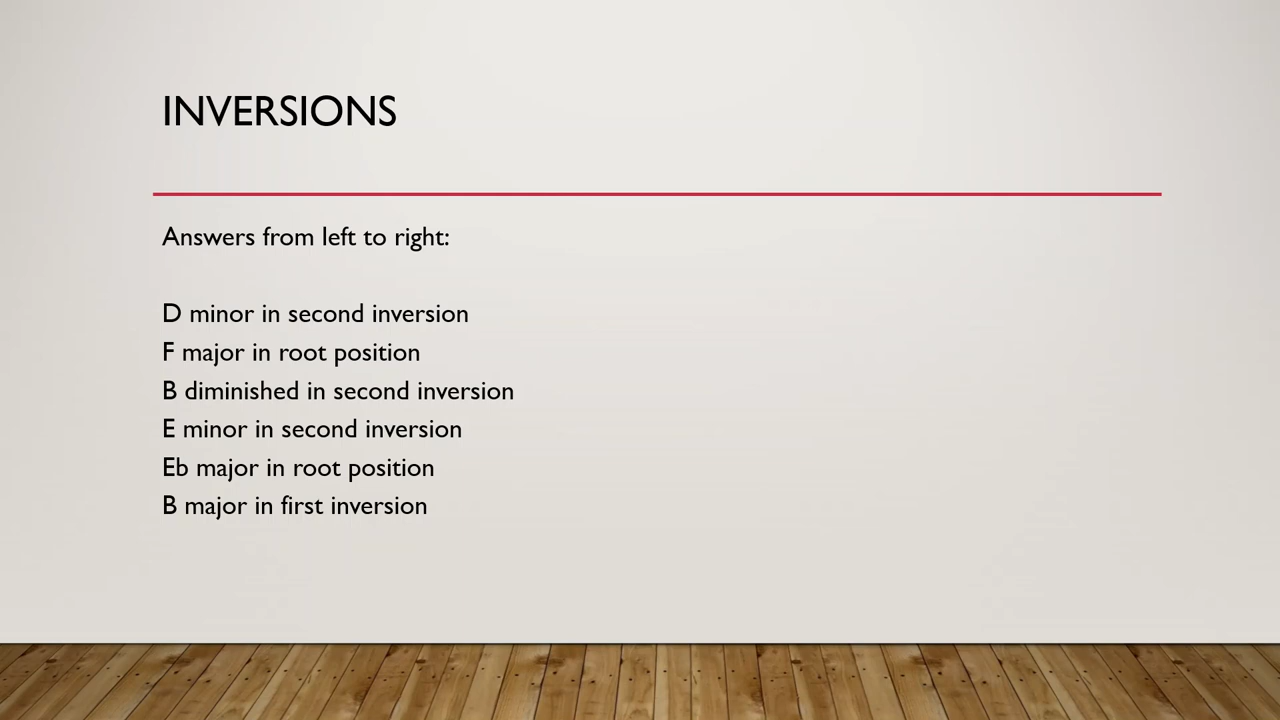 INVERSIONS
Answers from left to right:
D minor in second inversion
F major in root position
B diminished in second inversion
E minor in second inversion
Eb major in root position
B major in first inversion